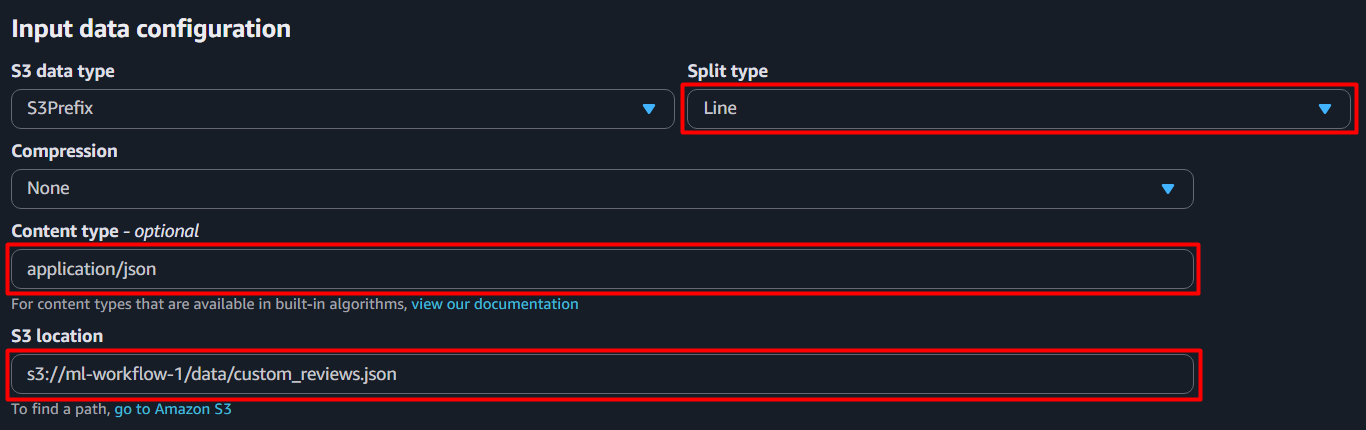 Input data configuration
S3 data type
Split type
S3Prefix
Line
Compression
None
Content type - optional
application/json
For content types that are available in built-in algorithms, view our documentation
S3 location
s3://ml-workflow-1/data/custom_reviews.json
To find a path, go to Amazon S3